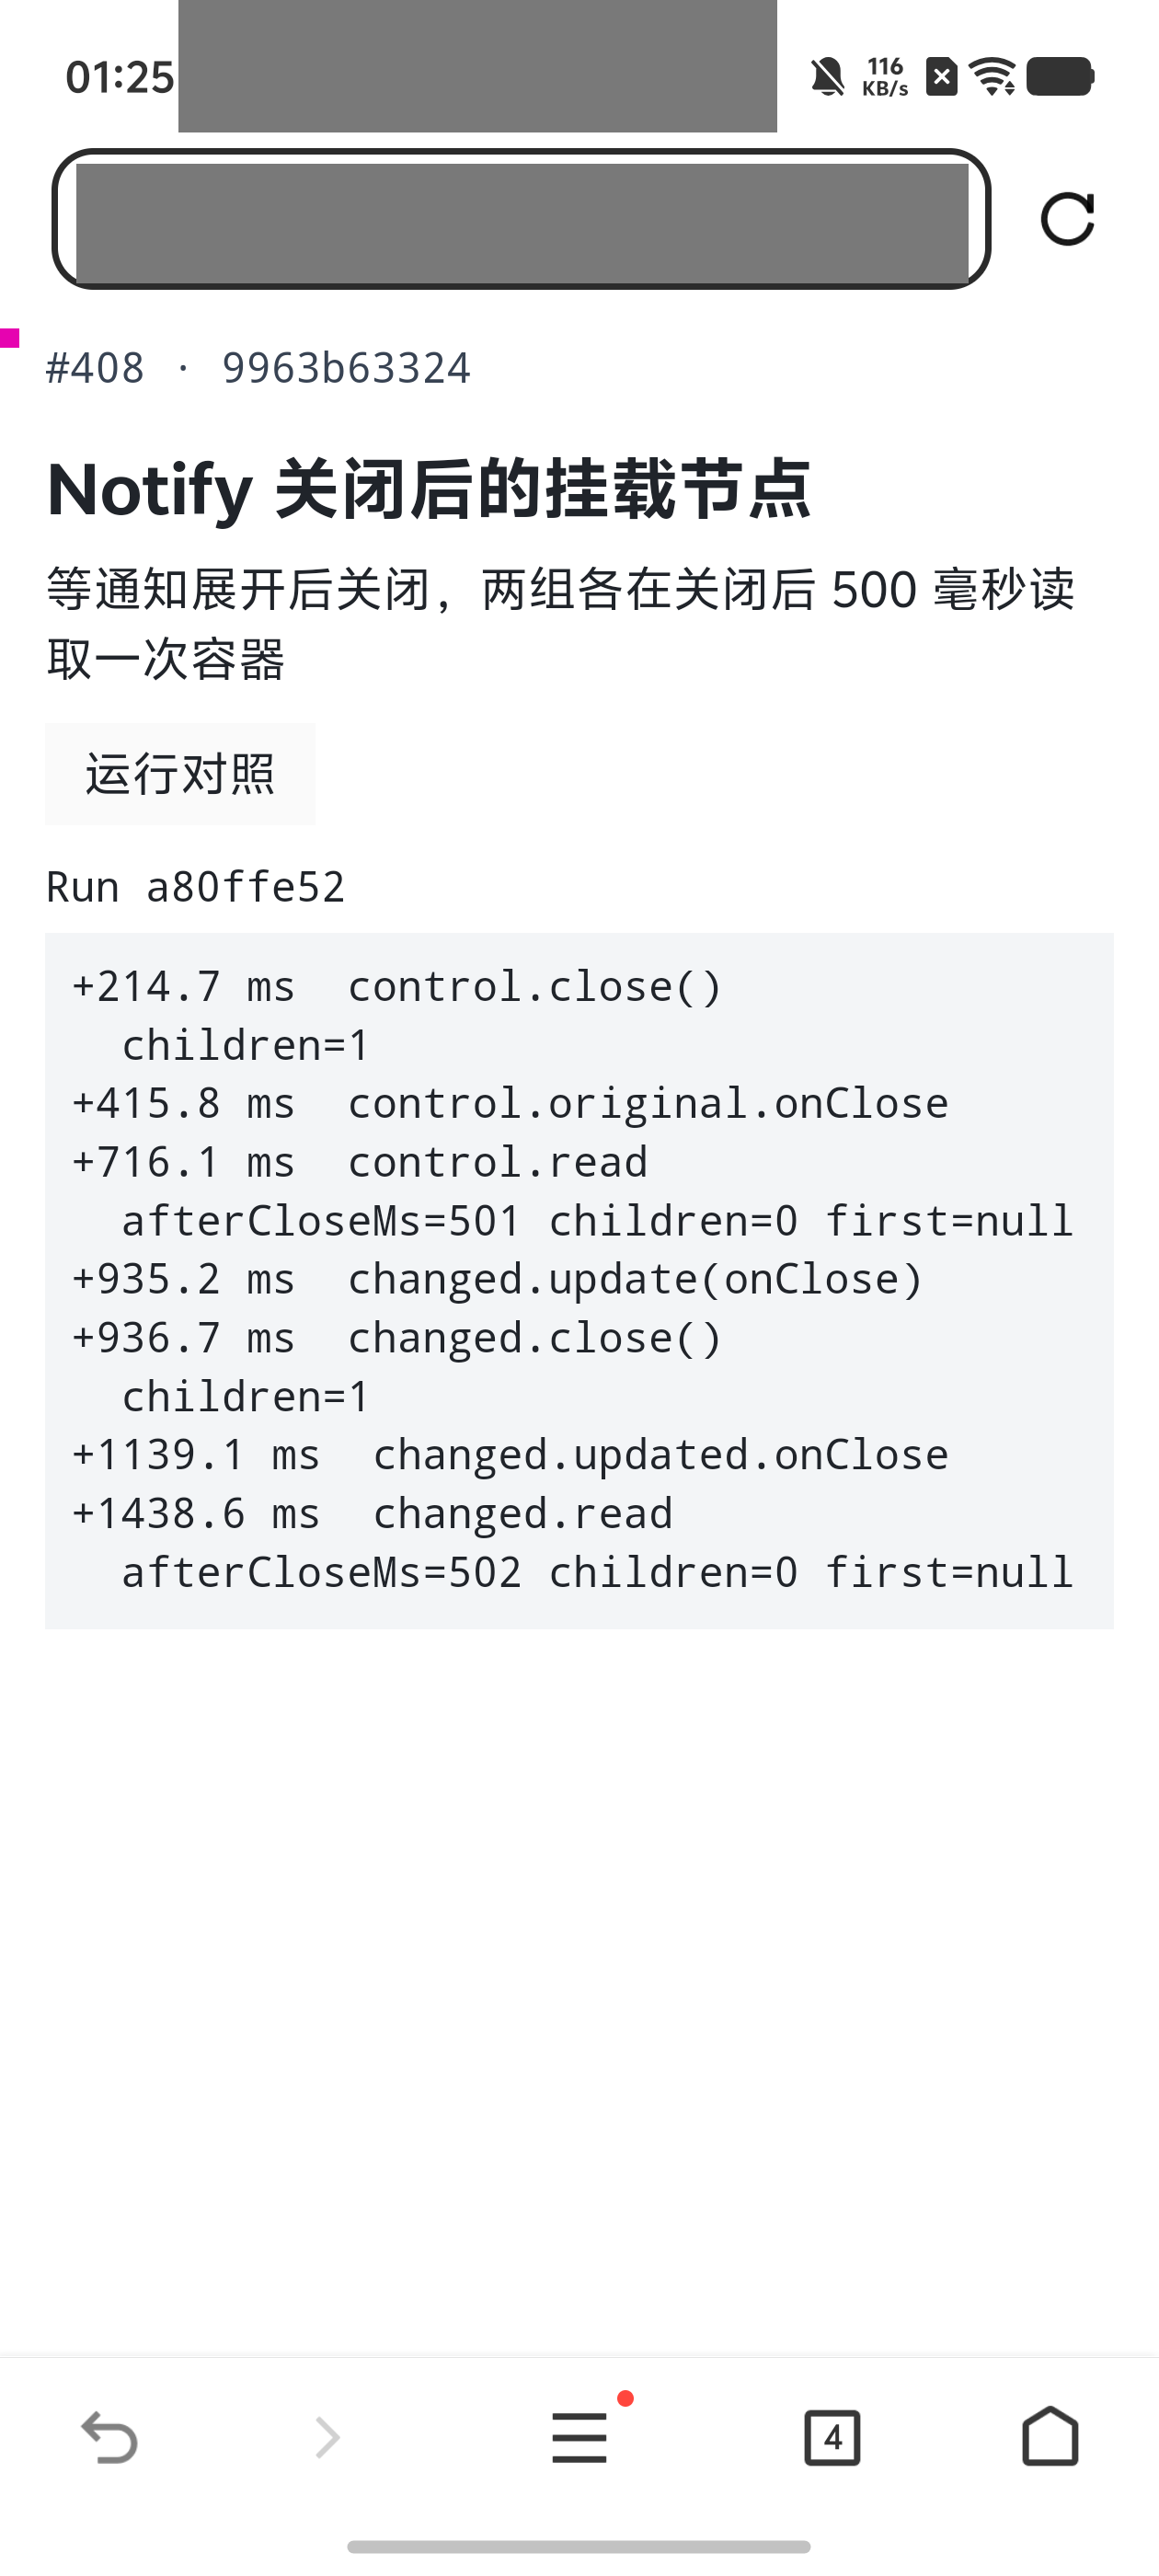 01:25
116
KB/s
#408 · 9963b63324
Notify 关闭后的挂载节点
等通知展开后关闭，两组各在关闭后 500 毫秒读
取一次容器
运行对照
Run a80ffe52
+214.7 ms  control.close()
  children=1
+415.8 ms  control.original.onClose
+716.1 ms  control.read
  afterCloseMs=501 children=0 first=null
+935.2 ms  changed.update(onClose)
+936.7 ms  changed.close()
  children=1
+1139.1 ms  changed.updated.onClose
+1438.6 ms  changed.read
  afterCloseMs=502 children=0 first=null
4